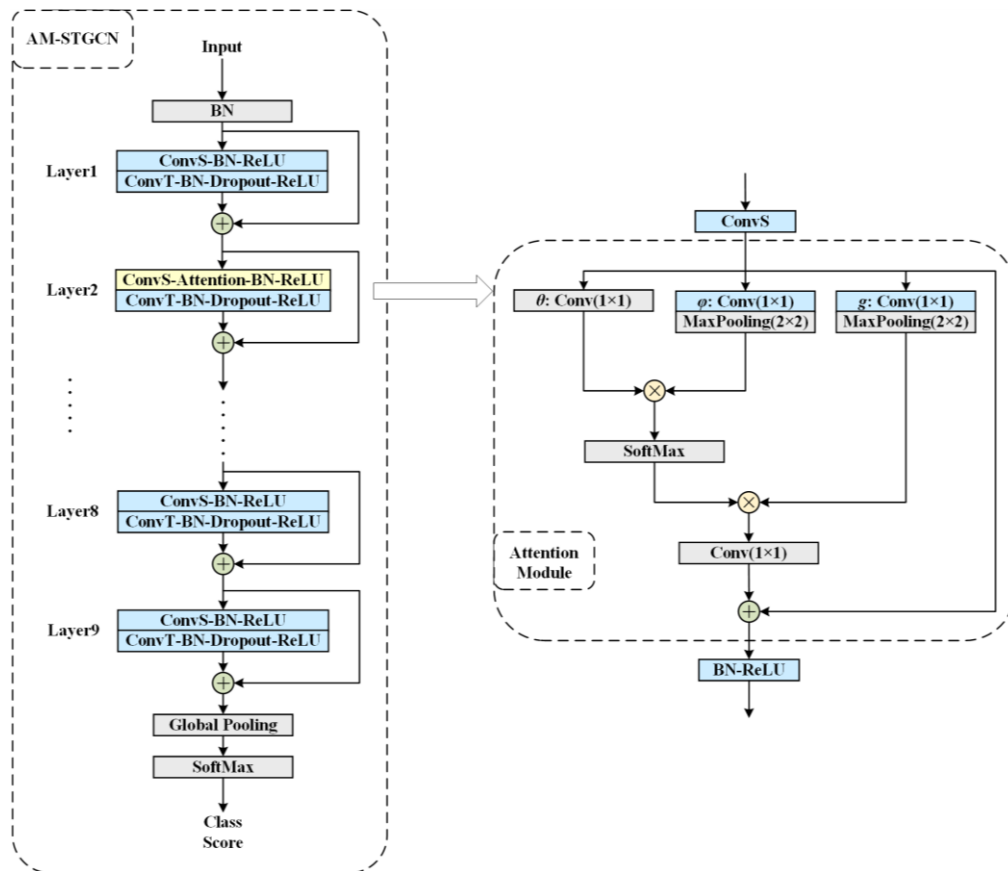 AM-STGCN
Input
BN
Layer1
ConvS-BN-ReLU
ConvT-BN-Dropout-ReLU
+
Layer2
ConvS-Attention-BN-ReLU
ConvT-BN-Dropout-ReLU
+
Layer8
ConvS-BN-ReLU
ConvT-BN-Dropout-ReLU
+
Layer9
ConvS-BN-ReLU
ConvT-BN-Dropout-ReLU
+
Global Pooling
SoftMax
Class
Score
ConvS
θ: Conv(1×1)
φ: Conv(1×1)
MaxPooling(2×2)
g: Conv(1×1)
MaxPooling(2×2)
×
SoftMax
×
Conv(1×1)
Attention
Module
+
BN-ReLU